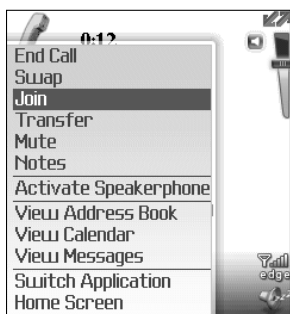 0:12
End Call
Swap
Join
Transfer
Mute
Notes
Activate Speakerphone
View Address Book
View Calendar
View Messages
Switch Application
Home Screen
edge